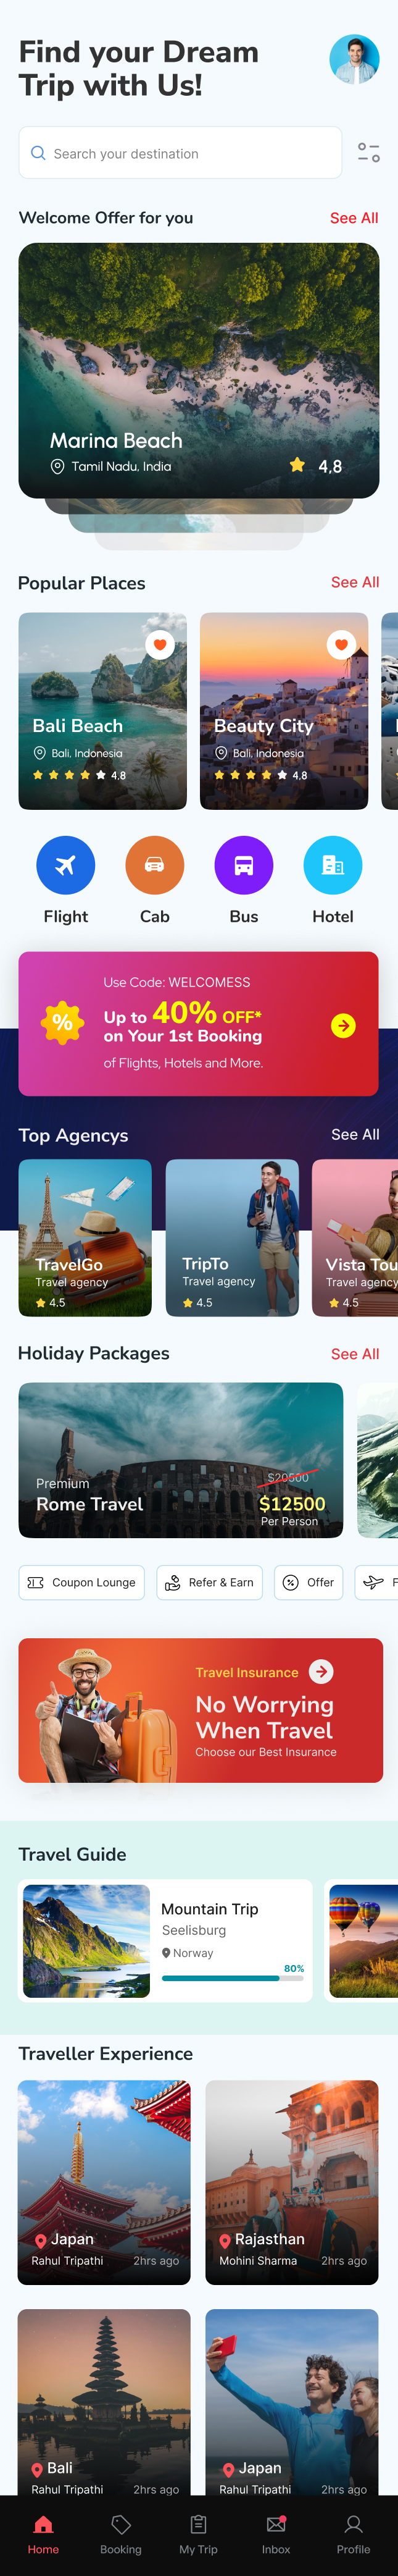 Find your Dream
Trip with Us!
Search your destination
Welcome Offer for you
See All
Marina Beach
Tamil Nadu, India
4,8
Popular Places
See All
Bali Beach
Bali, Indonesia
4,8
Beauty City
Bali, Indonesia
4,8
Flight
Cab
Bus
Hotel
Use Code: WELCOMESS
Up to 40% OFF*
on Your 1st Booking
of Flights, Hotels and More.
%
Top Agencys
See All
TravelGo
Travel agency
4.5
TripTo
Travel agency
4.5
Vista Tou
Travel agency
4.5
Holiday Packages
See All
Premium
Rome Travel
$20500
$12500
Per Person
Coupon Lounge
Refer & Earn
Offer
F
Travel Insurance
No Worrying
When Travel
Choose our Best Insurance
Travel Guide
Mountain Trip
Seelisburg
Norway
80%
Traveller Experience
Japan
Rahul Tripathi
2hrs ago
Rajasthan
Mohini Sharma
2hrs ago
Bali
Rahul Tripathi
2hrs ago
Japan
Rahul Tripathi
2hrs ago
Home
Booking
My Trip
Inbox
Profile